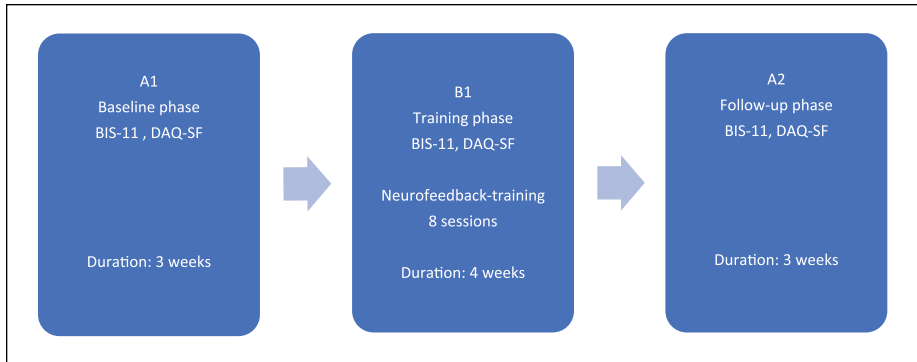 A1
Baseline phase
BIS-11 , DAQ-SF
Duration: 3 weeks
B1
Training phase
BIS-11, DAQ-SF
Neurofeedback-training
8 sessions
Duration: 4 weeks
A2
Follow-up phase
BIS-11, DAQ-SF
Duration: 3 weeks